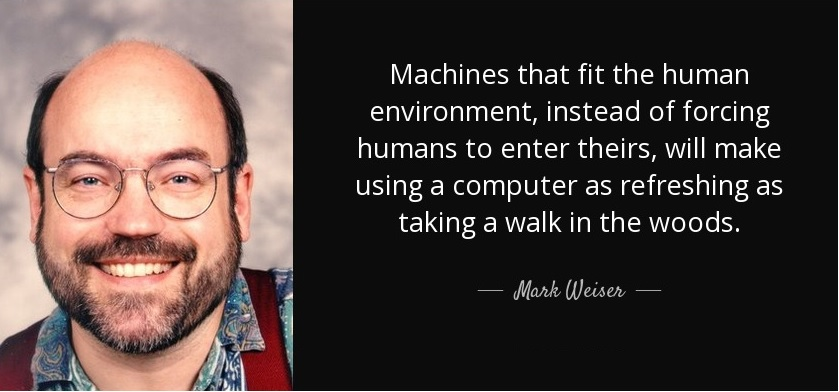 Machines that fit the human
environment, instead of forcing
humans to enter theirs, will make
using a computer as refreshing as
taking a walk in the woods.
Mark Weiser